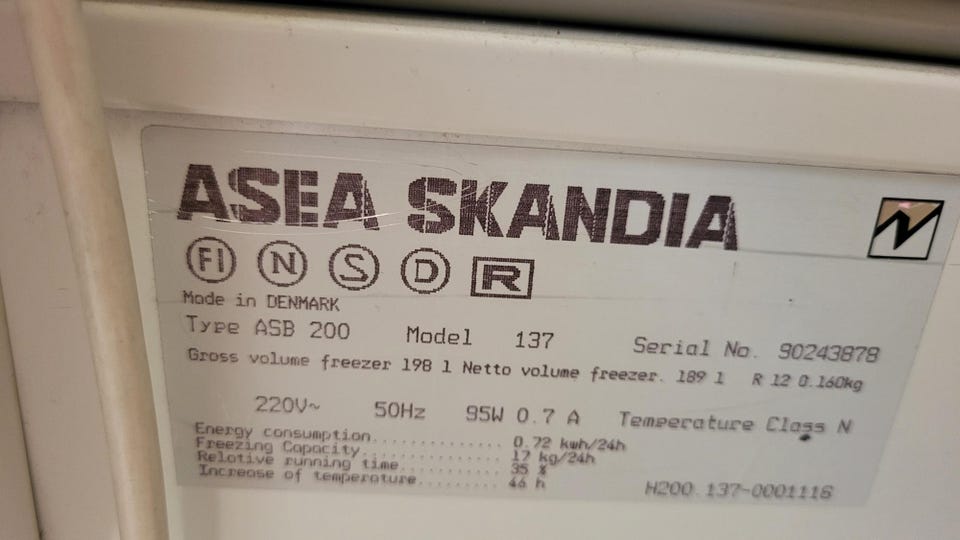 ASEA SKANDIA
FI N S D R
Made in DENMARK
Type ASB 200 Model 137 Serial No. 90243878
Gross volume freezer 198 l Netto volume freezer. 189 l R 12 0.160kg
220V~ 50Hz 95W 0.7 A Temperature Class N
Energy consumption.............. 0.72 kwh/24h
Freezing Capacity............... 17 kg/24h
Relative running time........... 35 %
Increase of temperature......... 46 h
H200 137-0001116